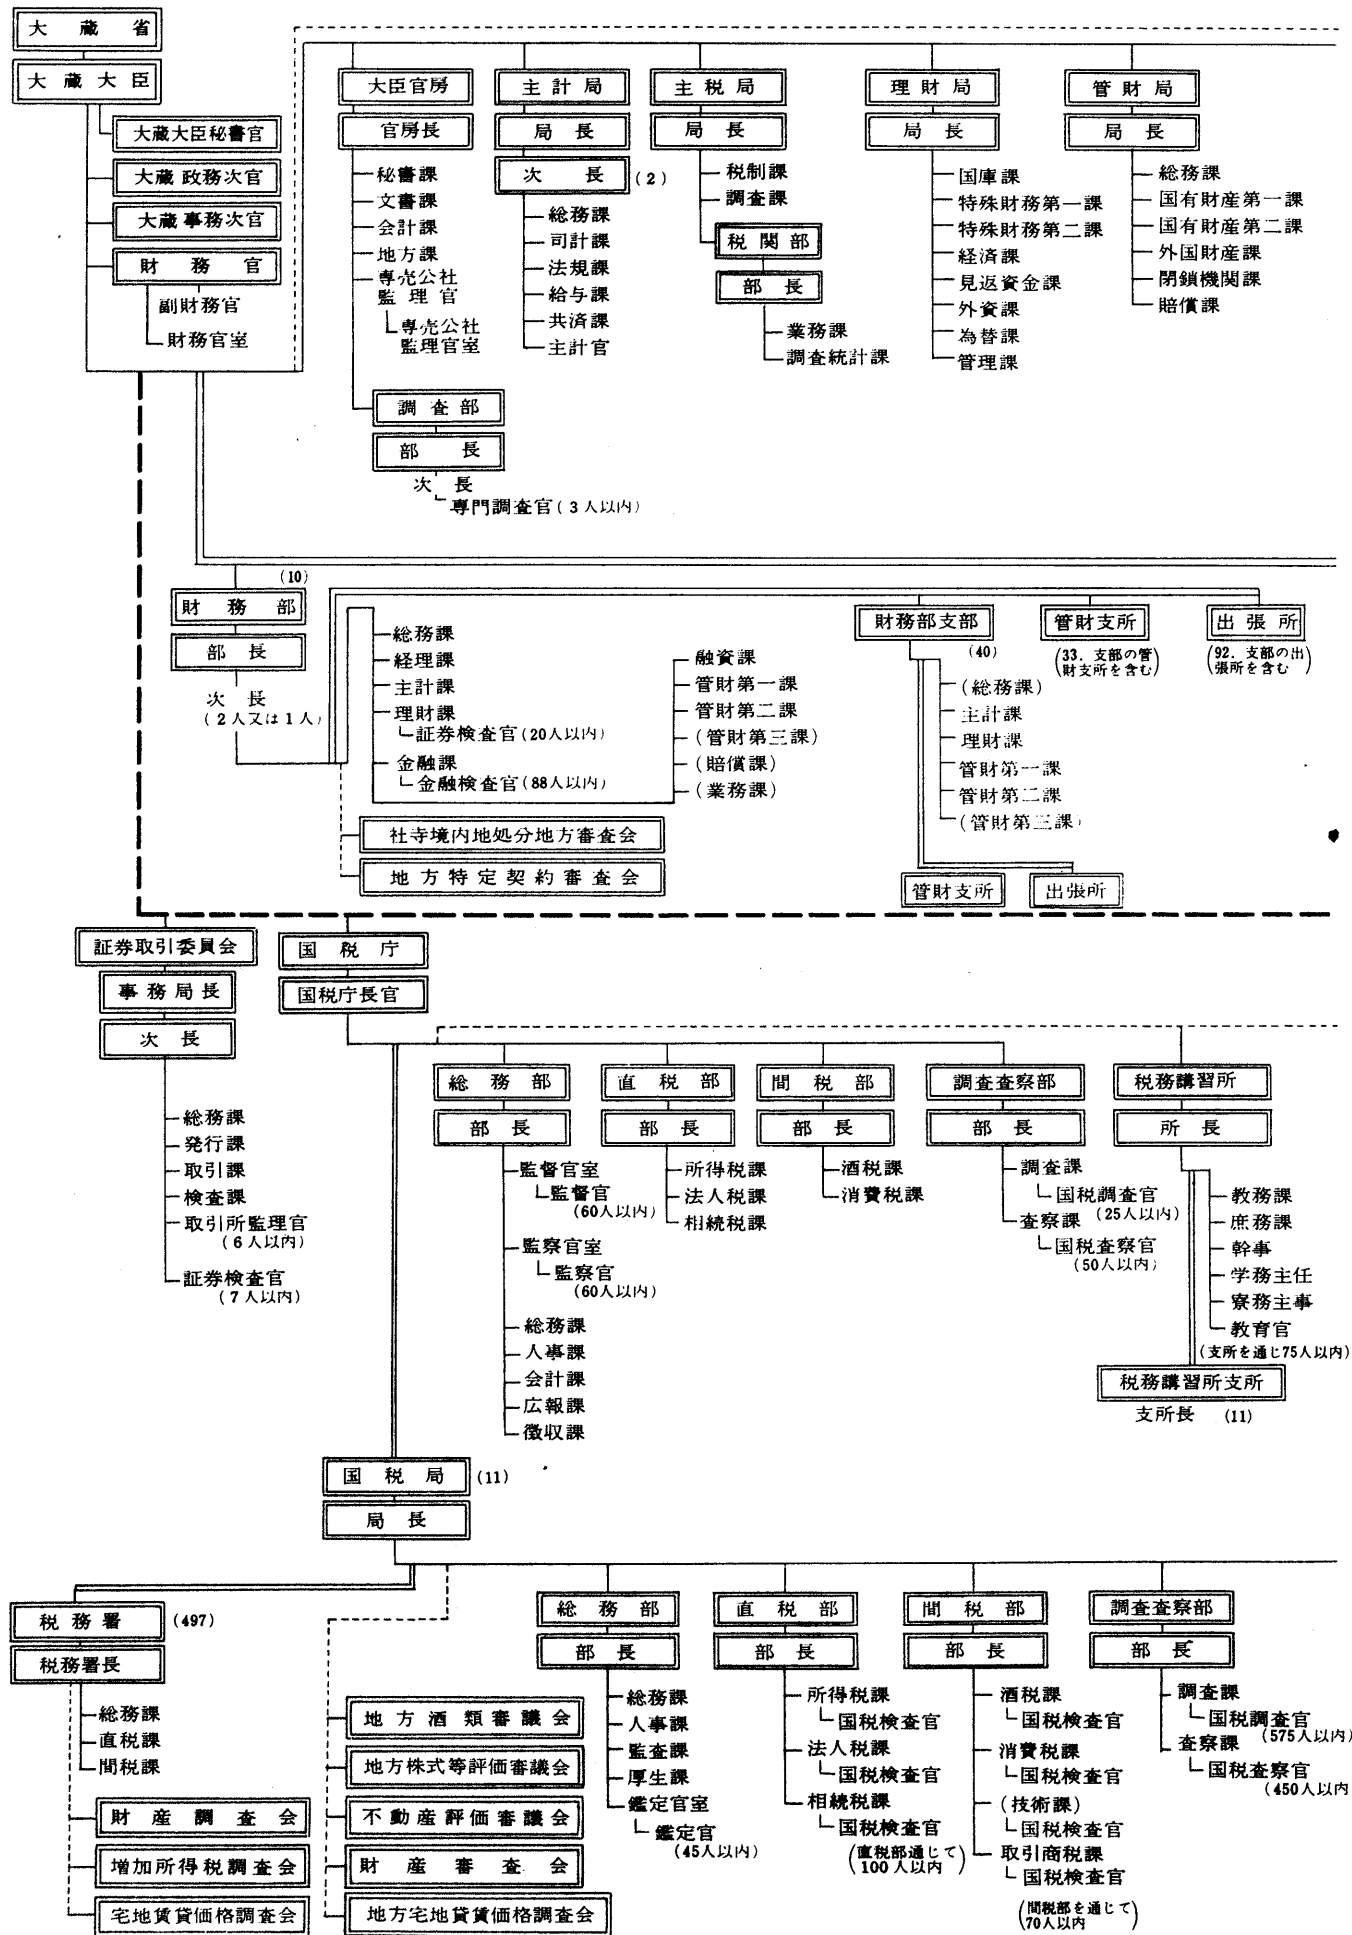 大蔵省
大蔵大臣
大蔵大臣秘書官
大蔵政務次官
大蔵事務次官
財務官
副財務官
財務官室
大臣官房
官房長
秘書課
文書課
会計課
地方課
専売公社
監理官
専売公社
監理官室
調査部
部長
次長
専門調査官(3人以内)
主計局
局長
次長
(2)
総務課
司計課
法規課
給与課
共済課
主計官
主税局
局長
税制課
調査課
税関部
部長
業務課
調査統計課
理財局
局長
国庫課
特殊財務第一課
特殊財務第二課
経済課
見返資金課
外資課
為替課
管理課
管財局
局長
総務課
国有財産第一課
国有財産第二課
外国財産課
閉鎖機関課
賠償課
(10)
財務部
部長
次長
(2人又は1人)
総務課
経理課
主計課
理財課
証券検査官(20人以内)
金融課
金融検査官(88人以内)
融資課
管財第一課
管財第二課
(管財第三課)
(賠償課)
(業務課)
社寺境内地処分地方審査会
地方特定契約審査会
財務部支部
(40)
(総務課)
主計課
理財課
管財第一課
管財第二課
(管財第三課)
管財支所
出張所
管財支所
(33.支部の管
財支所を含む)
出張所
(92.支部の出
張所を含む)
証券取引委員会
事務局長
次長
総務課
発行課
取引課
検査課
取引所監理官
(6人以内)
証券検査官
(7人以内)
国税庁
国税庁長官
総務部
部長
監督官室
監督官
(60人以内)
監察官室
監察官
(60人以内)
総務課
人事課
会計課
広報課
徴収課
直税部
部長
所得税課
法人税課
相続税課
間税部
部長
酒税課
消費税課
調査査察部
部長
調査課
国税調査官
(25人以内)
査察課
国税査察官
(50人以内)
税務講習所
所長
教務課
庶務課
幹事
学務主任
寮務主事
教育官
(支所を通じ75人以内)
税務講習所支所
支所長 (11)
国税局
(11)
局長
税務署
(497)
税務署長
総務課
直税課
間税課
財産調査会
増加所得税調査会
宅地賃貸価格調査会
地方酒類審議会
地方株式等評価審議会
不動産評価審議会
財産審査会
地方宅地賃貸価格調査会
総務部
部長
総務課
人事課
監査課
厚生課
鑑定官室
鑑定官
(45人以内)
直税部
部長
所得税課
国税検査官
法人税課
国税検査官
相続税課
国税検査官
(直税部通じて
100人以内)
間税部
部長
酒税課
国税検査官
消費税課
国税検査官
(技術課)
国税検査官
取引商税課
国税検査官
(間税部を通じて
70人以内)
調査査察部
部長
調査課
国税調査官
(575人以内)
査察課
国税査察官
(450人以内